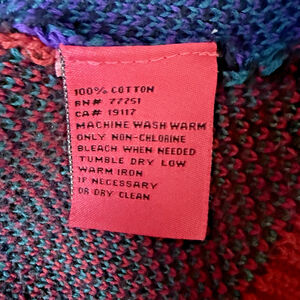 100% COTTON
RN# 77251
CA# 19117
MACHINE WASH WARM
ONLY NON-CHLORINE
BLEACH WHEN NEEDED
TUMBLE DRY LOW
WARM IRON
IF NECESSARY
OR DRY CLEAN